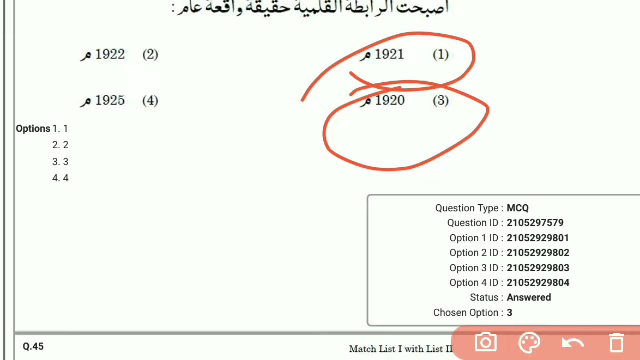 أصبحت الرابطة القلمية حقيقة واقعة عام:
(1) 1921 م
(2) 1922 م
(3) 1920 م
(4) 1925 م
Options 1. 1
2. 2
3. 3
4. 4
Question Type : MCQ
Question ID : 2105297579
Option 1 ID : 21052929801
Option 2 ID : 21052929802
Option 3 ID : 21052929803
Option 4 ID : 21052929804
Status : Answered
Chosen Option : 3
Q.45
Match List I with List II